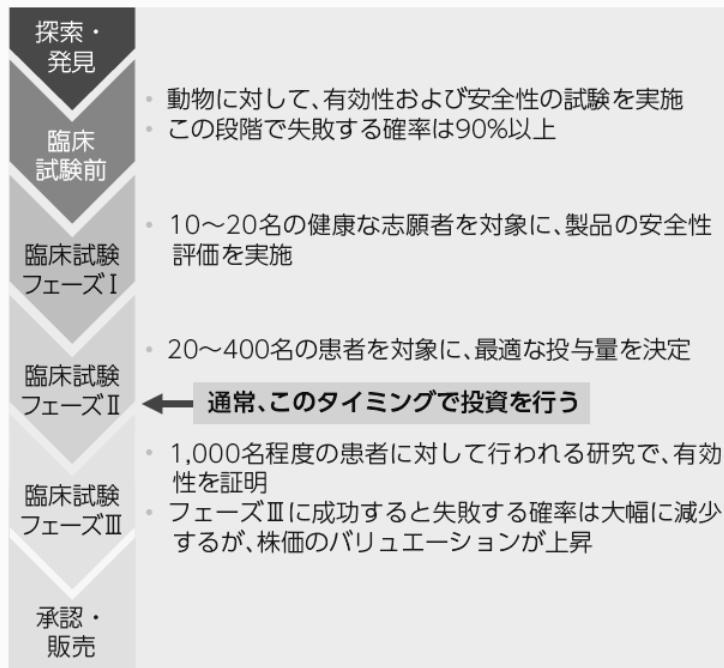 探索・
発見
・動物に対して、有効性および安全性の試験を実施
・この段階で失敗する確率は90%以上
臨床
試験前
・10～20名の健康な志願者を対象に、製品の安全性
評価を実施
臨床試験
フェーズⅠ
・20～400名の患者を対象に、最適な投与量を決定
臨床試験
フェーズⅡ
通常、このタイミングで投資を行う
・1,000名程度の患者に対して行われる研究で、有効
性を証明
・フェーズⅢに成功すると失敗する確率は大幅に減少
するが、株価のバリュエーションが上昇
臨床試験
フェーズⅢ
承認・
販売